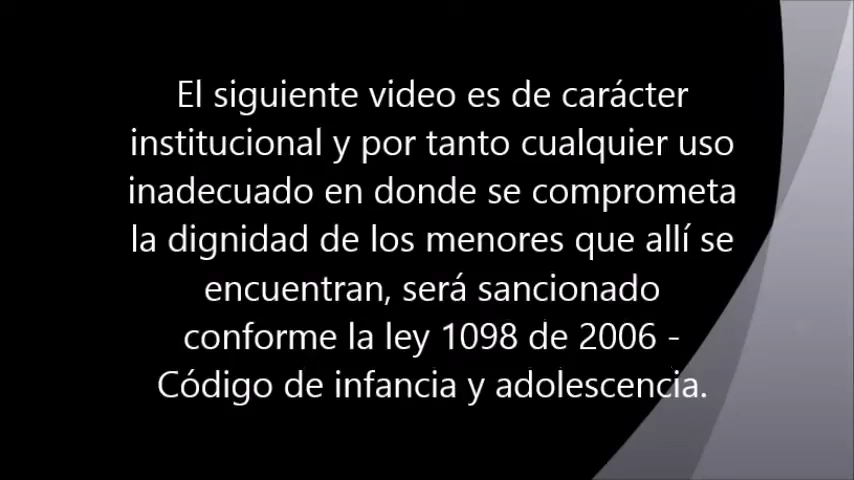 El siguiente video es de carácter
institucional y por tanto cualquier uso
inadecuado en donde se comprometa
la dignidad de los menores que allí se
encuentran, será sancionado
conforme la ley 1098 de 2006 -
Código de infancia y adolescencia.